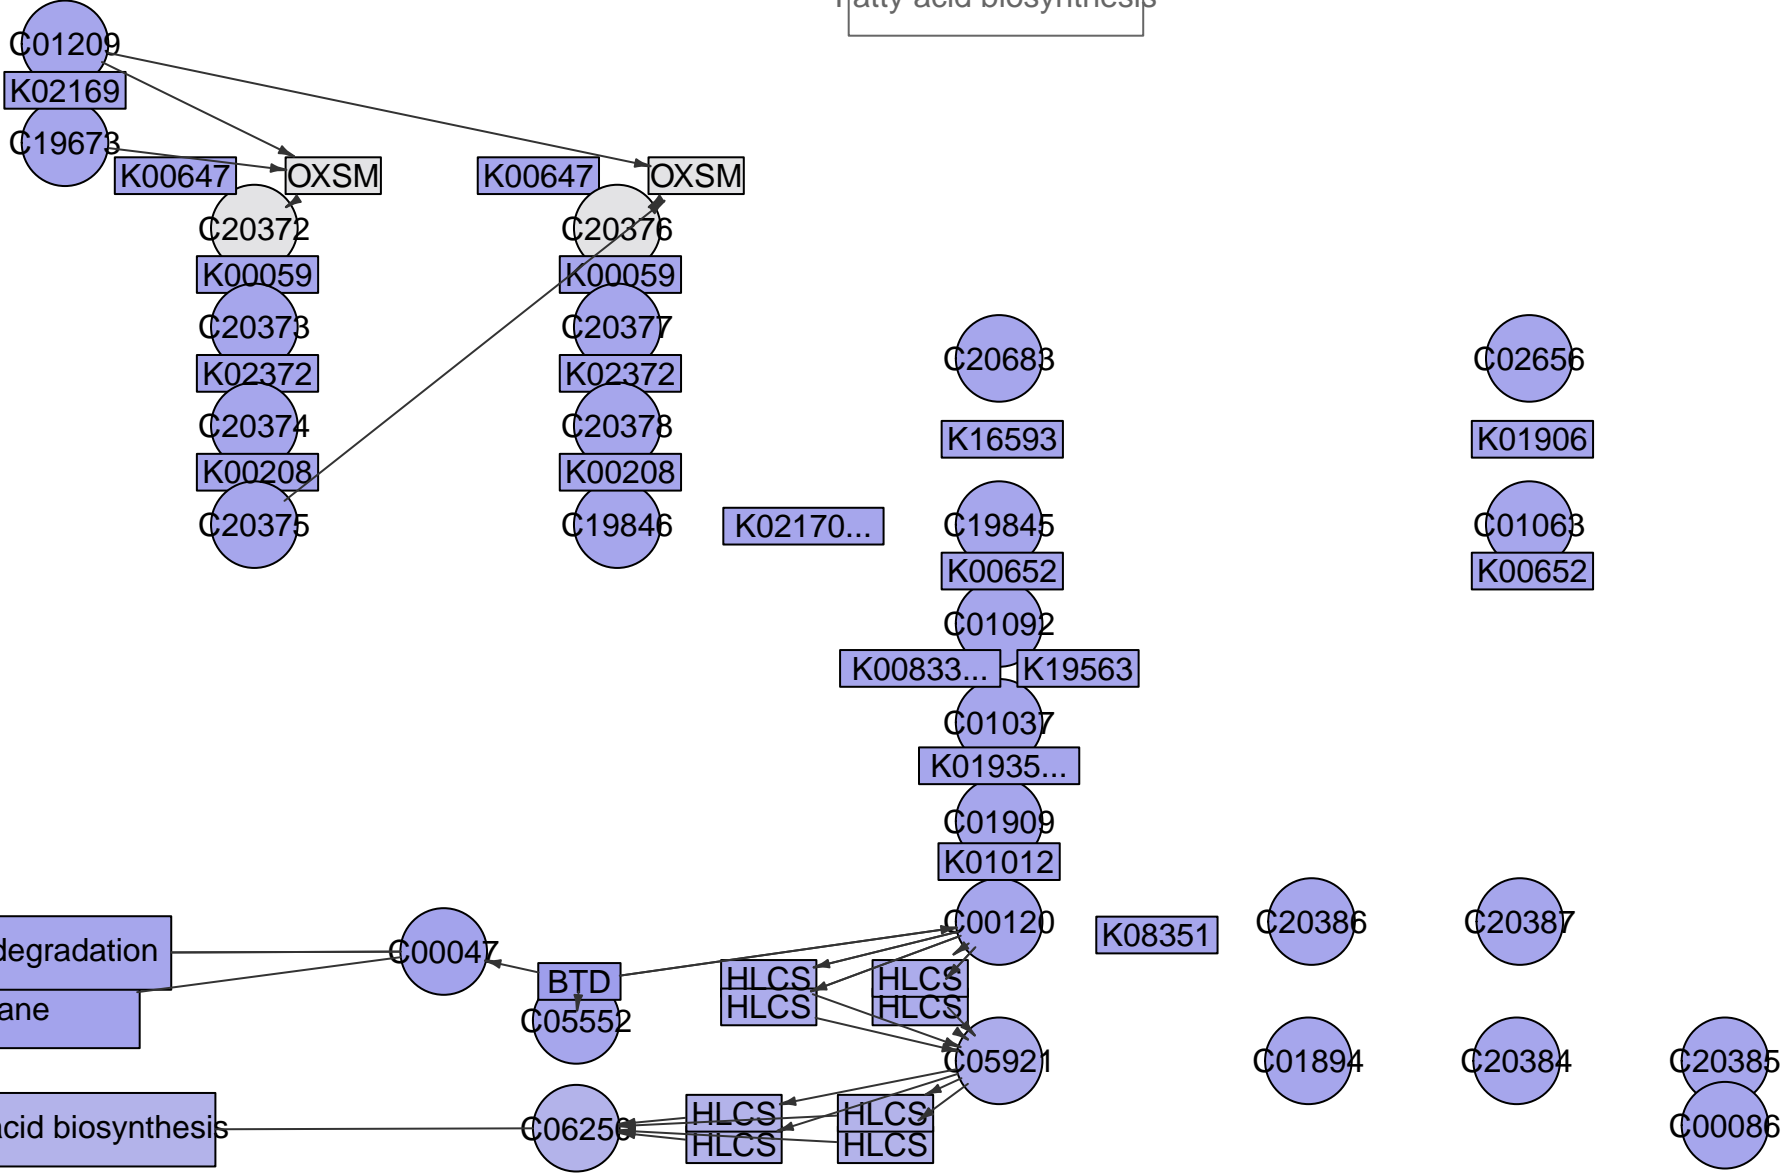 Fatty acid biosynthesis
C01209
K02169
C19673
K00647
OXSM
K00647
OXSM
C20372
C20376
K00059
K00059
C20373
C20377
C20683
C02656
K02372
K02372
C20374
C20378
K16593
K01906
K00208
K00208
C20375
C19846
K02170...
C19845
C01063
K00652
K00652
C01092
K00833...
K19563
C01037
K01935...
C01909
K01012
C00120
K08351
C20386
C20387
degradation
C00047
BTD
HLCS
HLCS
ane
HLCS
HLCS
C05552
C05921
C01894
C20384
C20385
acid biosynthesis
C06250
HLCS
HLCS
HLCS
HLCS
C00086